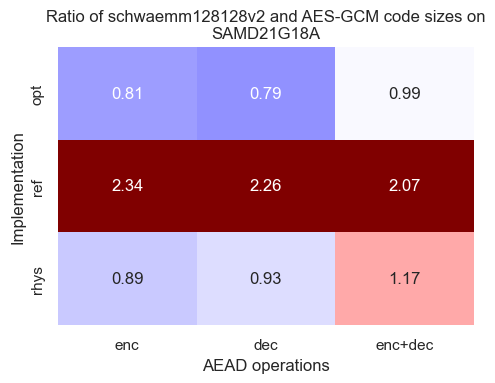 Ratio of schwaemm128128v2 and AES-GCM code sizes on
SAMD21G18A
Implementation
opt
0.81 0.79 0.99
ref
2.34 2.26 2.07
rhys
0.89 0.93 1.17
enc dec enc+dec
AEAD operations